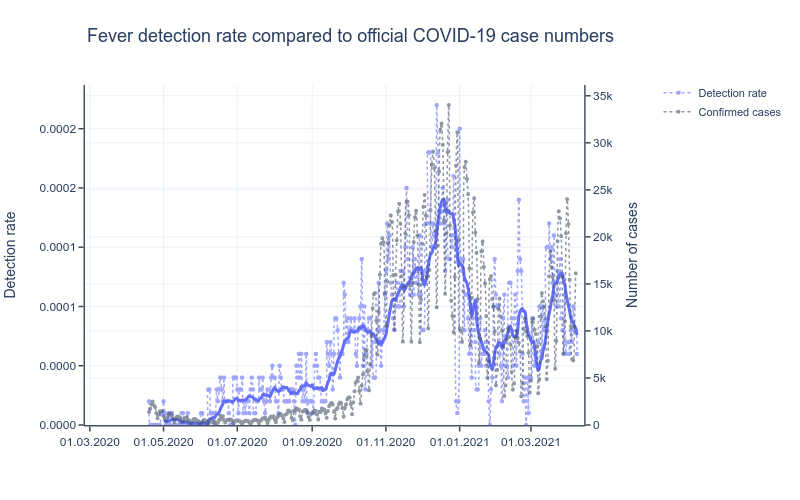 Fever detection rate compared to official COVID-19 case numbers
Detection rate
Confirmed cases
35k
30k
25k
20k
15k
10k
5k
0
0.0002
0.0002
0.0001
0.0001
0.0000
0.0000
Detection rate
Number of cases
01.03.2020
01.05.2020
01.07.2020
01.09.2020
01.11.2020
01.01.2021
01.03.2021